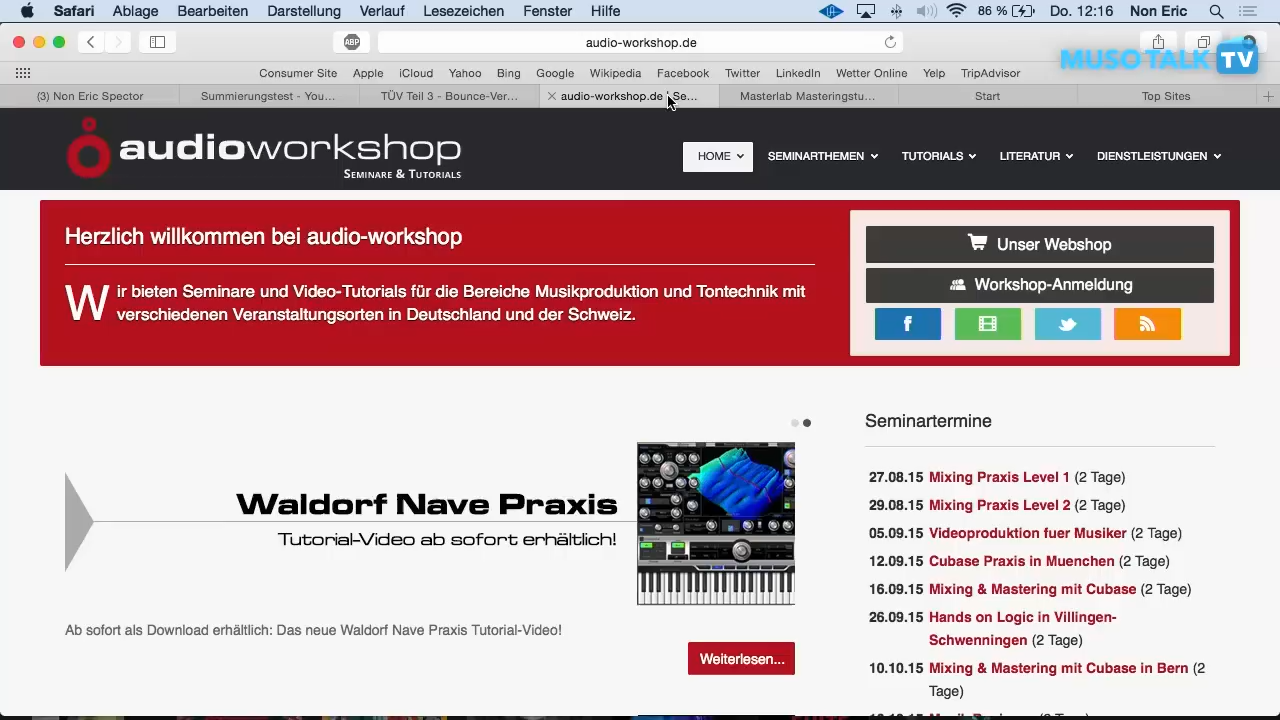 Safari Ablage Bearbeiten Darstellung Verlauf Lesezeichen Fenster Hilfe 86 % Do. 12:16 Non Eric
ABP audio-workshop.de
MUSO TALK TV
Consumer Site Apple iCloud Yahoo Bing Google Wikipedia Facebook Twitter LinkedIn Wetter Online Yelp TripAdvisor
(3) Non Eric Spector Summierungstest - You... TÜV Teil 3 - Bounce-Ver... audio-workshop.de | Se... Masterlab Masteringstu... Start Top Sites
audioworkshop
SEMINARE & TUTORIALS
HOME SEMINARTHEMEN TUTORIALS LITERATUR DIENSTLEISTUNGEN
Herzlich willkommen bei audio-workshop
Wir bieten Seminare und Video-Tutorials für die Bereiche Musikproduktion und Tontechnik mit
verschiedenen Veranstaltungsorten in Deutschland und der Schweiz.
Unser Webshop
Workshop-Anmeldung
Waldorf Nave Praxis
Tutorial-Video ab sofort erhältlich!
Ab sofort als Download erhältlich: Das neue Waldorf Nave Praxis Tutorial-Video!
Weiterlesen...
Seminartermine
27.08.15 Mixing Praxis Level 1 (2 Tage)
29.08.15 Mixing Praxis Level 2 (2 Tage)
05.09.15 Videoproduktion fuer Musiker (2 Tage)
12.09.15 Cubase Praxis in Muenchen (2 Tage)
16.09.15 Mixing & Mastering mit Cubase (2 Tage)
26.09.15 Hands on Logic in Villingen-
Schwenningen (2 Tage)
10.10.15 Mixing & Mastering mit Cubase in Bern (2
Tage)